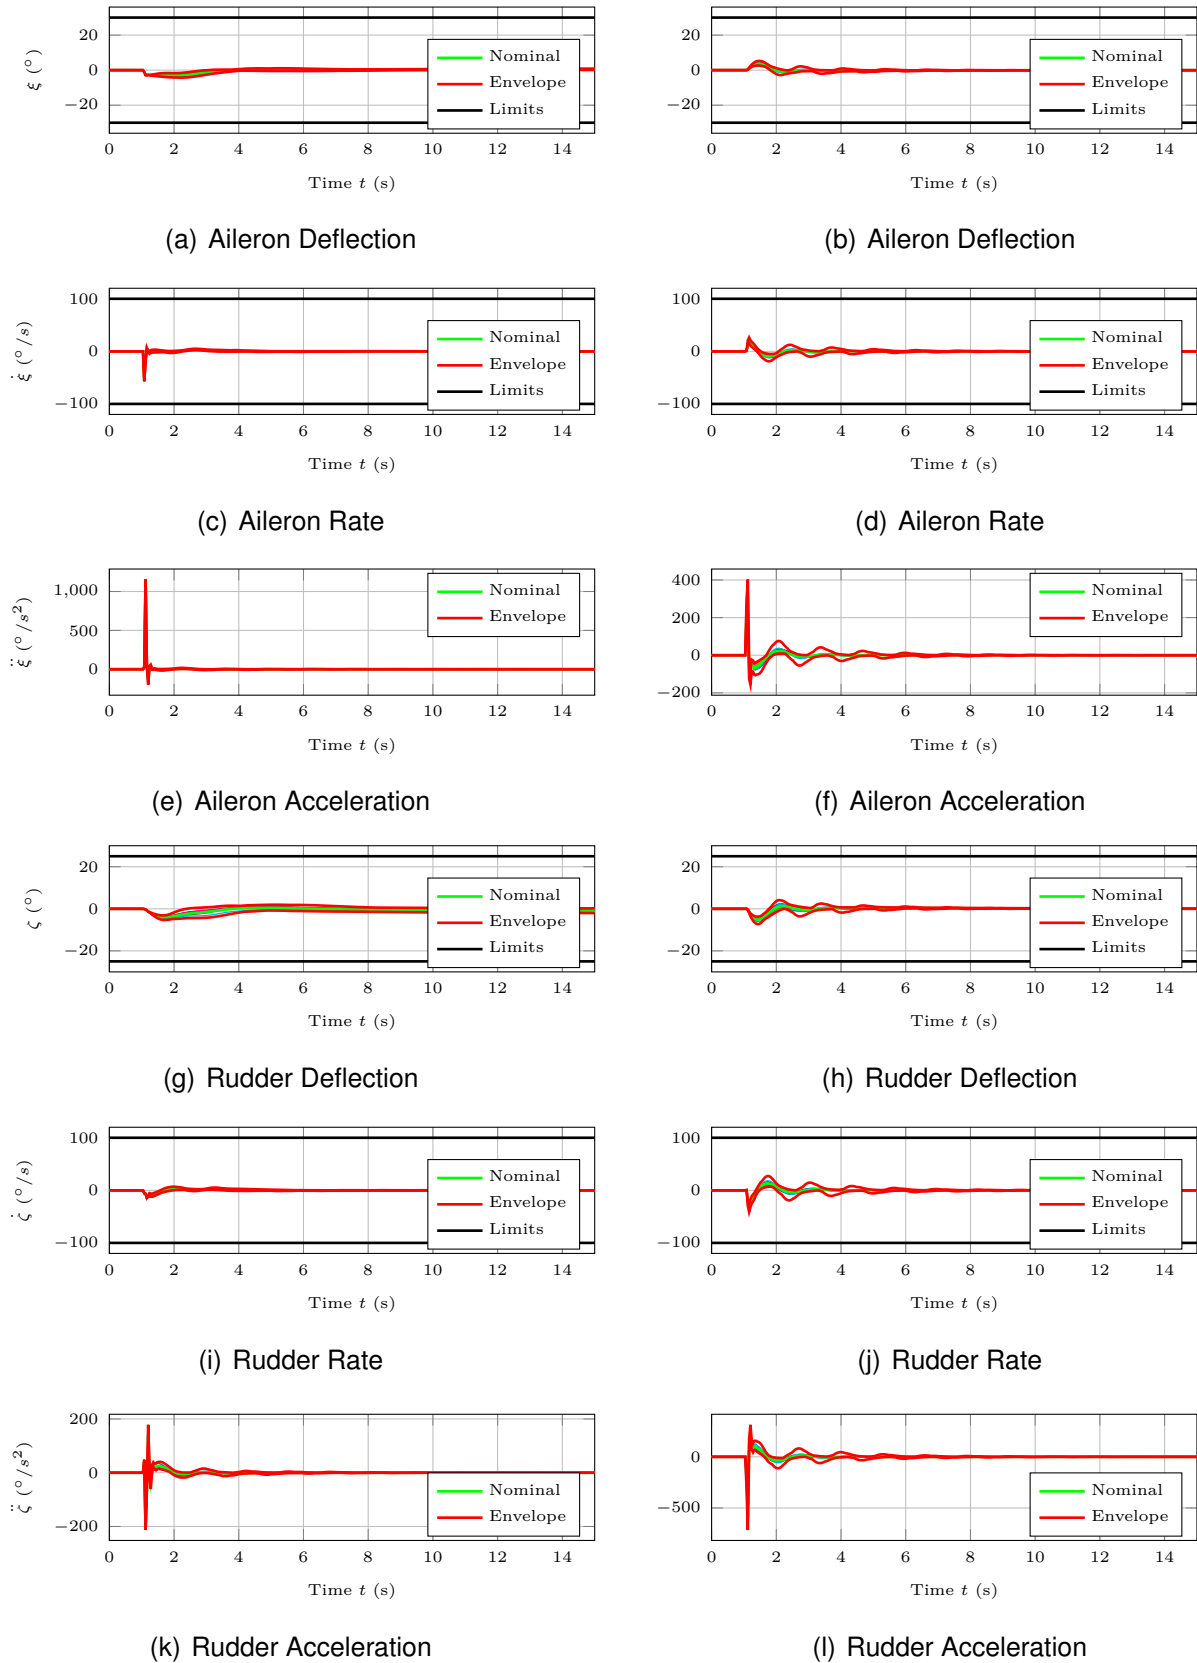 ξ (°)
20
0
−20
Nominal
Envelope
Limits
0 2 4 6 8 10 12 14
Time t (s)
(a) Aileron Deflection
20
0
−20
Nominal
Envelope
Limits
0 2 4 6 8 10 12 14
Time t (s)
(b) Aileron Deflection
ξ̇ (°/s)
100
0
−100
Nominal
Envelope
Limits
0 2 4 6 8 10 12 14
Time t (s)
(c) Aileron Rate
100
0
−100
Nominal
Envelope
Limits
0 2 4 6 8 10 12 14
Time t (s)
(d) Aileron Rate
ξ̈ (°/s²)
1,000
500
0
Nominal
Envelope
0 2 4 6 8 10 12 14
Time t (s)
(e) Aileron Acceleration
400
200
0
−200
Nominal
Envelope
0 2 4 6 8 10 12 14
Time t (s)
(f) Aileron Acceleration
ζ (°)
20
0
−20
Nominal
Envelope
Limits
0 2 4 6 8 10 12 14
Time t (s)
(g) Rudder Deflection
20
0
−20
Nominal
Envelope
Limits
0 2 4 6 8 10 12 14
Time t (s)
(h) Rudder Deflection
ζ̇ (°/s)
100
0
−100
Nominal
Envelope
Limits
0 2 4 6 8 10 12 14
Time t (s)
(i) Rudder Rate
100
0
−100
Nominal
Envelope
Limits
0 2 4 6 8 10 12 14
Time t (s)
(j) Rudder Rate
ζ̈ (°/s²)
200
0
−200
Nominal
Envelope
0 2 4 6 8 10 12 14
Time t (s)
(k) Rudder Acceleration
0
−500
Nominal
Envelope
0 2 4 6 8 10 12 14
Time t (s)
(l) Rudder Acceleration